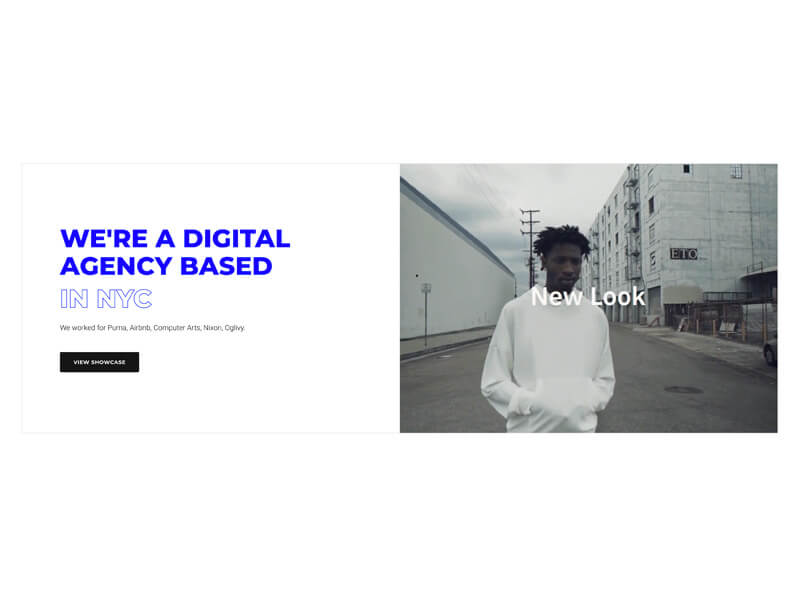 WE'RE A DIGITAL
AGENCY BASED
IN NYC
We worked for Puma, Airbnb, Computer Arts, Nixon, Oglivy.
VIEW SHOWCASE
New Look
ETO